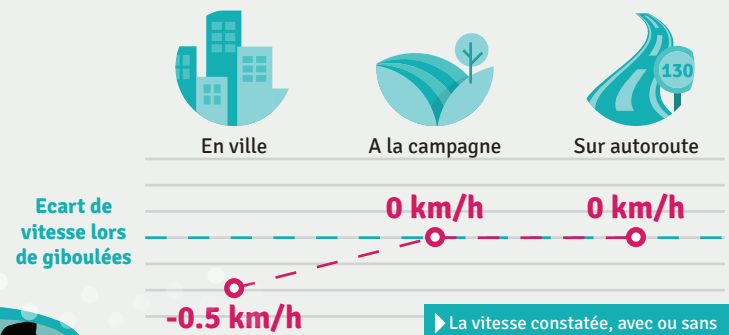 130
En ville
A la campagne
Sur autoroute
Ecart de
vitesse lors
de giboulées
0 km/h
0 km/h
-0.5 km/h
La vitesse constatée, avec ou sans